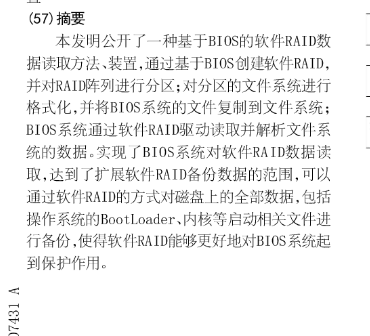 (57)摘要
本发明公开了一种基于BIOS的软件RAID数
据读取方法、装置,通过基于BIOS创建软件RAID,
并对RAID阵列进行分区;对分区的文件系统进行
格式化,并将BIOS系统的文件复制到文件系统;
BIOS系统通过软件RAID驱动读取并解析文件系
统的数据。实现了BIOS系统对软件RAID数据读
取,达到了扩展软件RAID备份数据的范围,可以
通过软件RAID的方式对磁盘上的全部数据,包括
操作系统的BootLoader、内核等启动相关文件进
行备份,使得软件RAID能够更好地对BIOS系统起
到保护作用。
07431 A